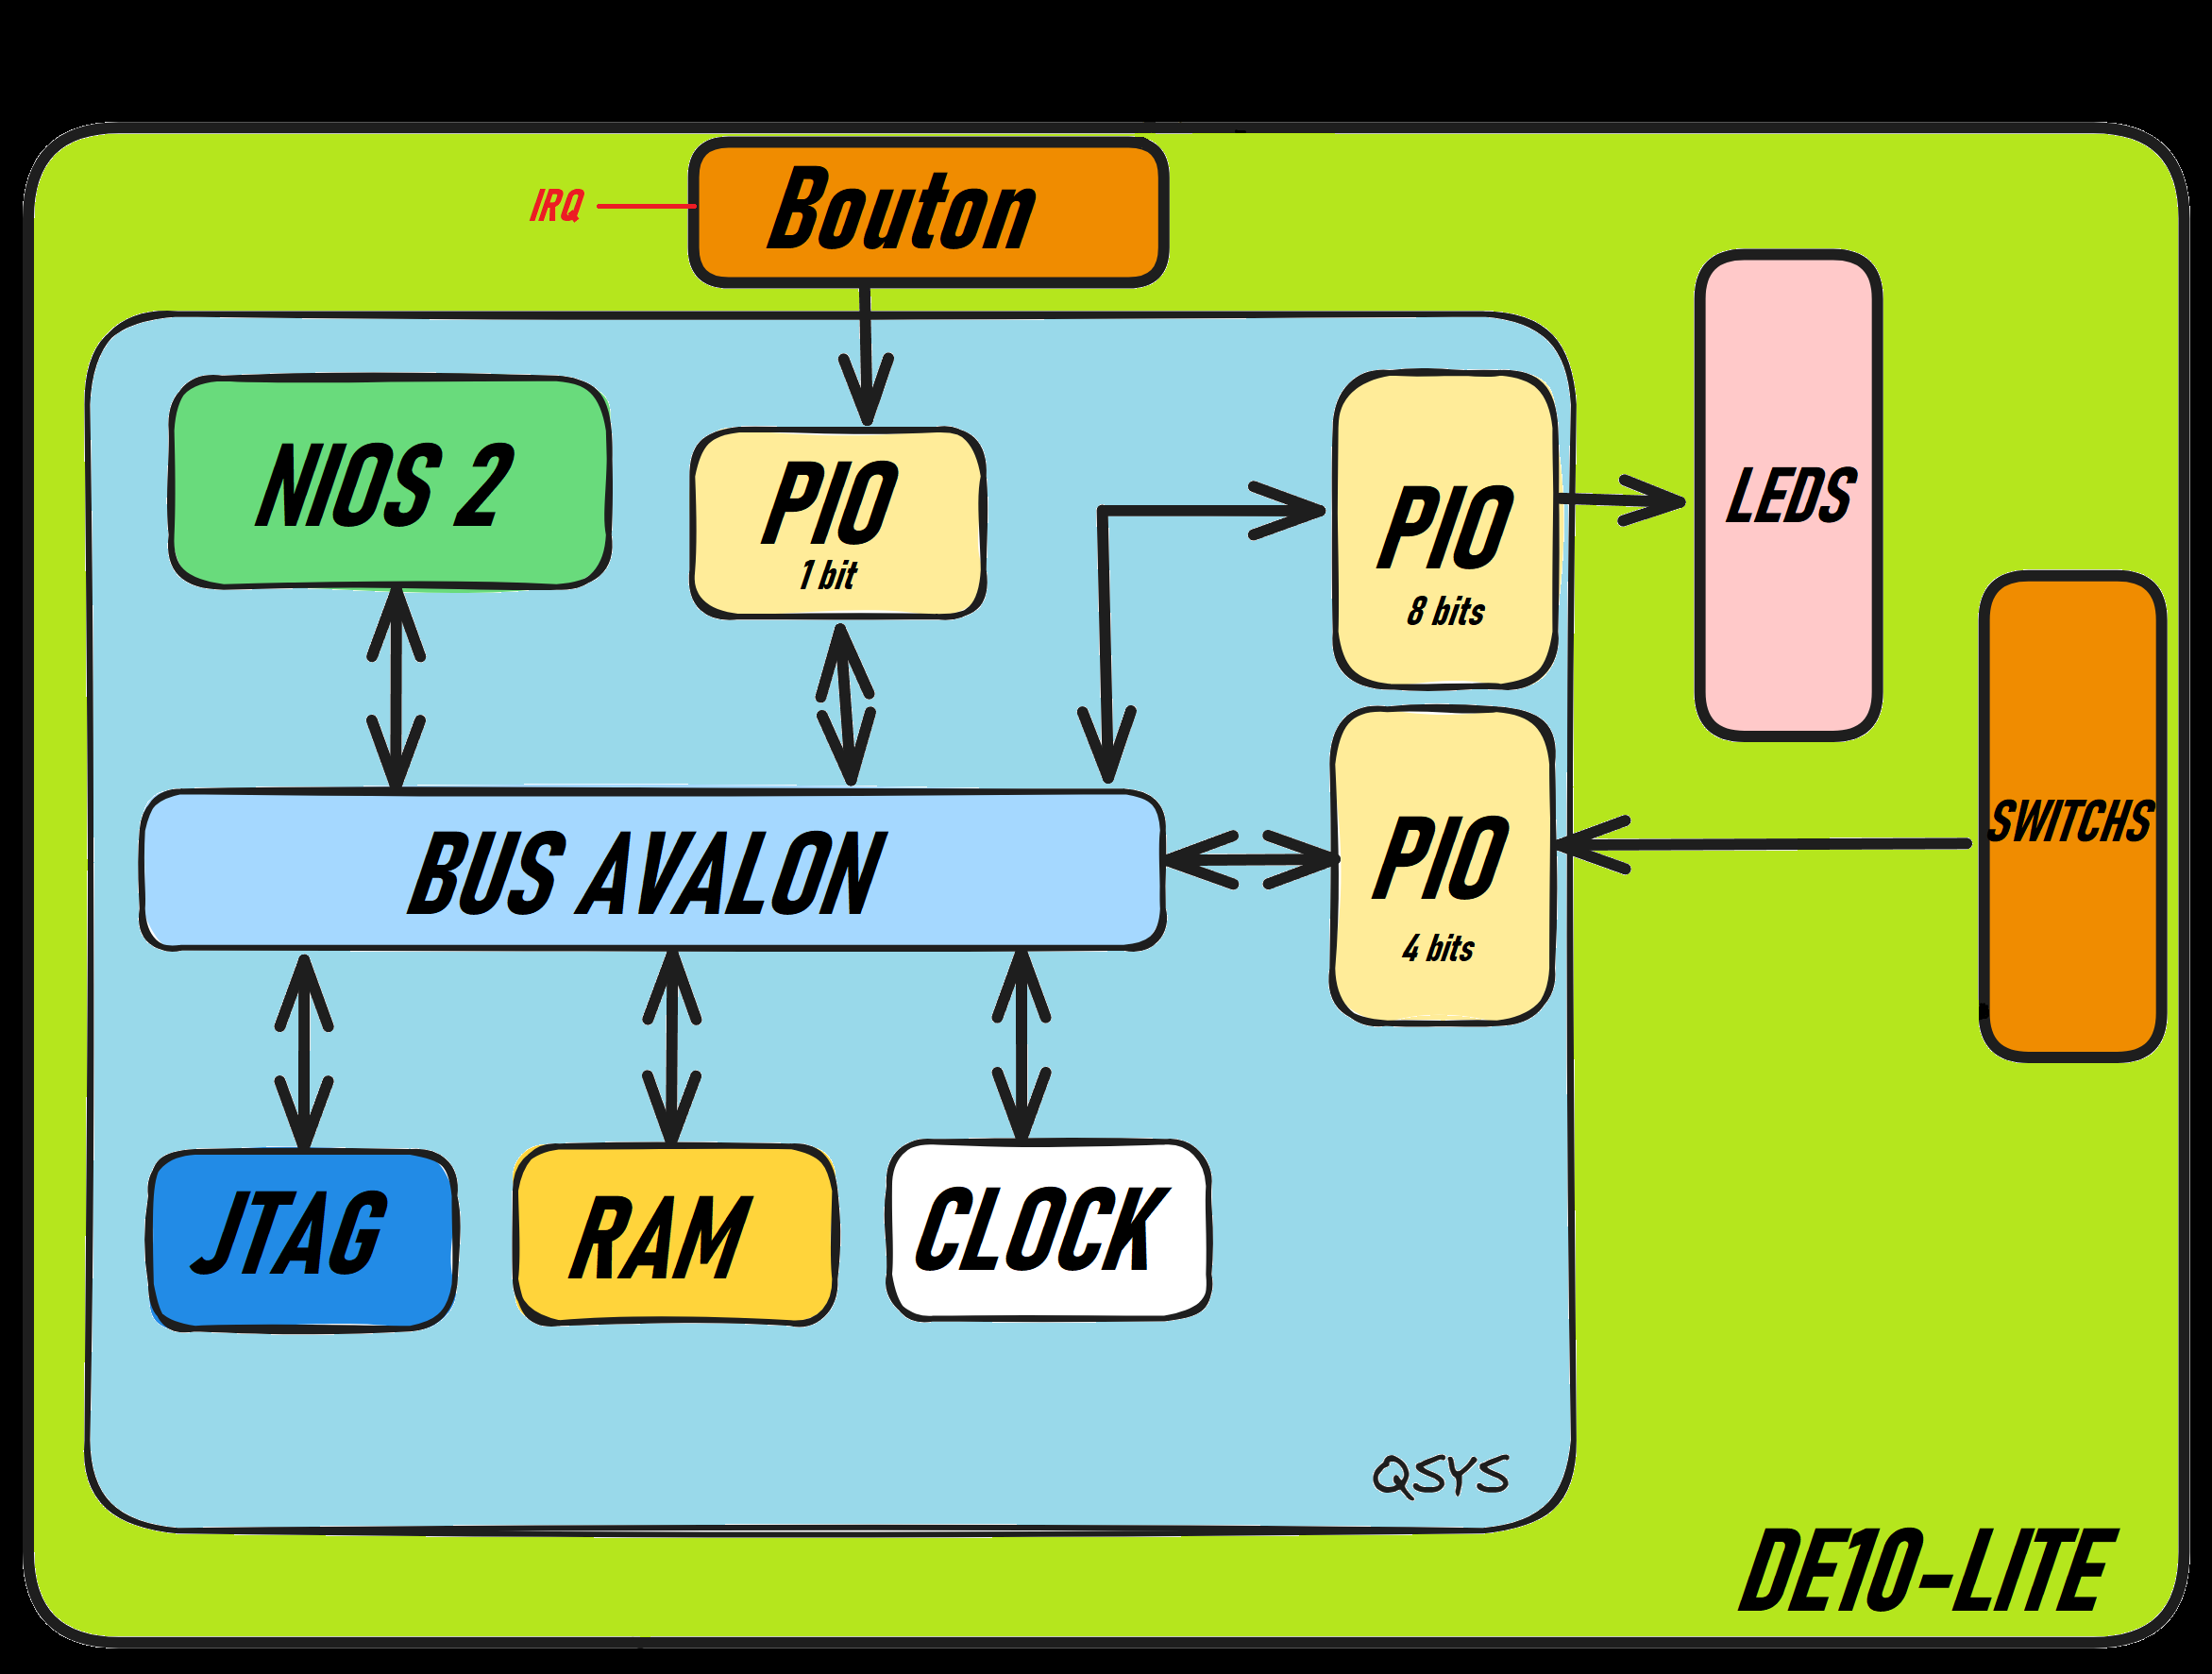 IRQ
Bouton
NIOS 2
PIO
1 bit
PIO
8 bits
LEDS
BUS AVALON
PIO
4 bits
SWITCHS
JTAG
RAM
CLOCK
QSYS
DE10-LITE